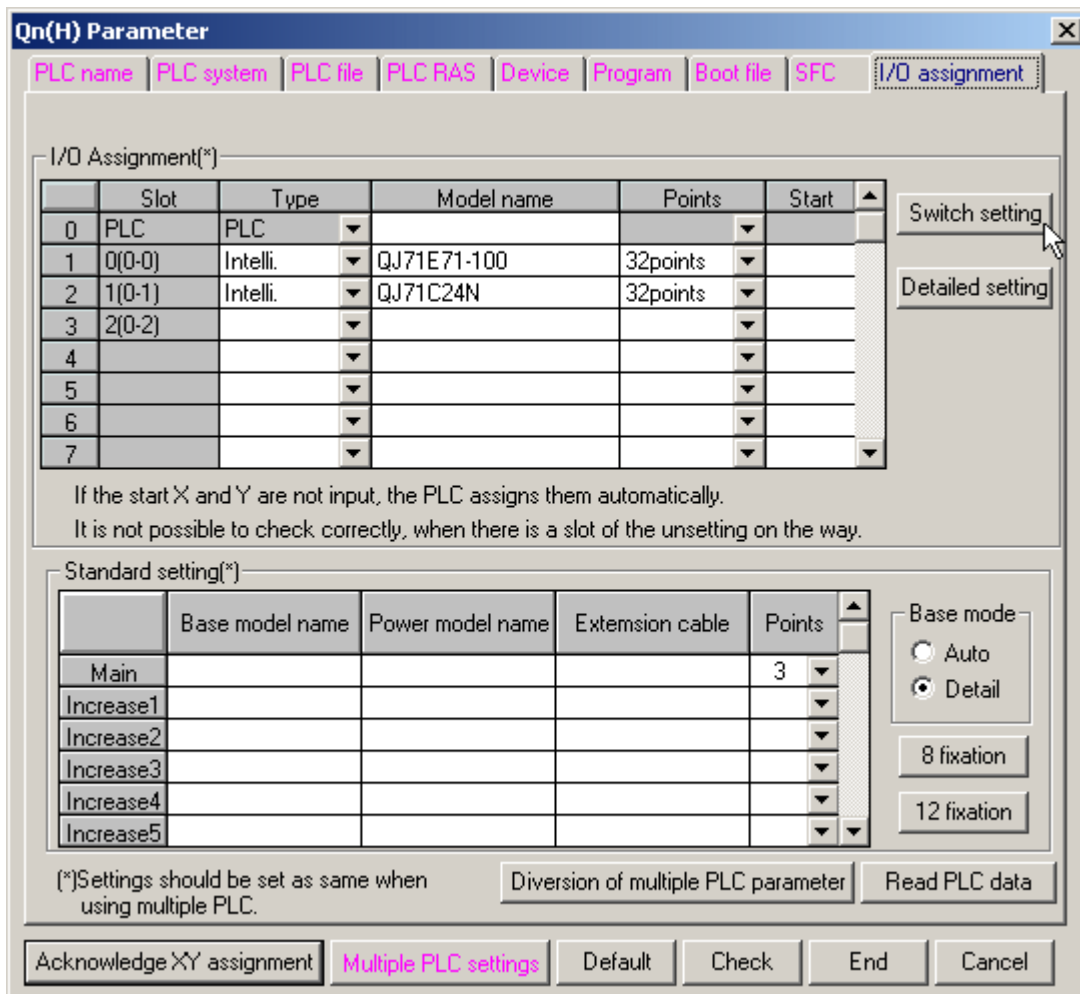 Qn(H) Parameter
PLC name PLC system PLC file PLC RAS Device Program Boot file SFC I/O assignment
I/O Assignment(*)
Slot Type Model name Points Start
0 PLC PLC
1 0(0-0) Intelli. QJ71E71-100 32points
2 1(0-1) Intelli. QJ71C24N 32points
3 2(0-2)
4
5
6
7
Switch setting
Detailed setting
If the start X and Y are not input, the PLC assigns them automatically.
It is not possible to check correctly, when there is a slot of the unsetting on the way.
Standard setting(*)
Base model name Power model name Extemsion cable Points
Main 3
Increase1
Increase2
Increase3
Increase4
Increase5
Base mode
Auto
Detail
8 fixation
12 fixation
(*)Settings should be set as same when
using multiple PLC.
Diversion of multiple PLC parameter Read PLC data
Acknowledge XY assignment Multiple PLC settings Default Check End Cancel